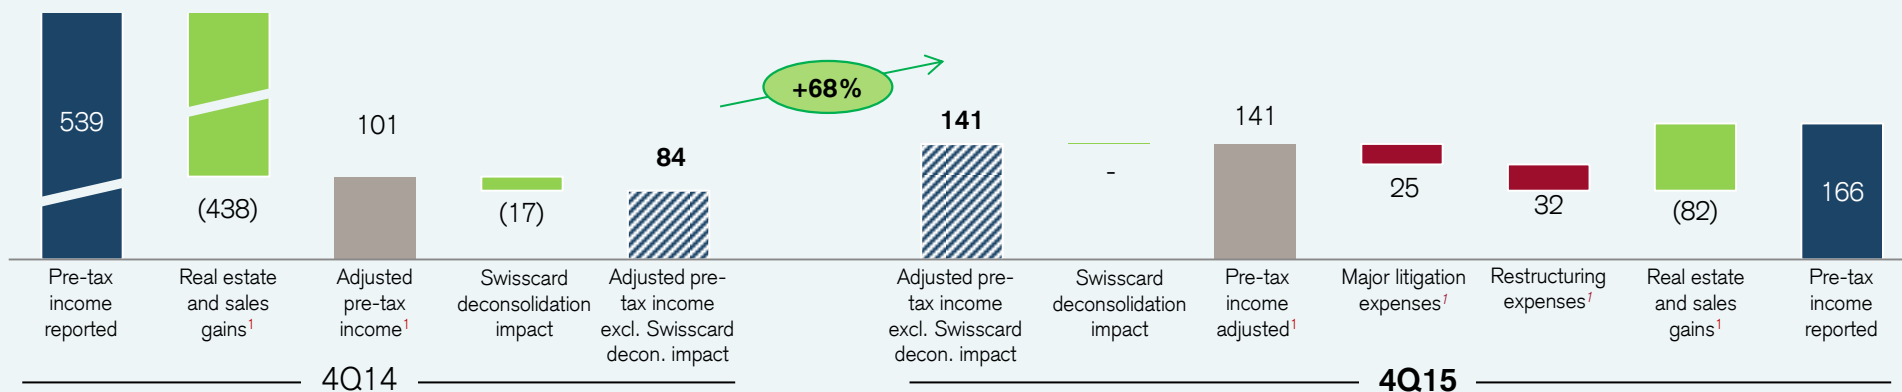 539
(438)
101
(17)
84
+68%
141
-
141
25
32
(82)
166
Pre-tax
income
reported
Real estate
and sales
gains1
Adjusted
pre-tax
income1
Swisscard
deconsolidation
impact
Adjusted pre-
tax income
excl. Swisscard
decon. impact
Adjusted pre-
tax income
excl. Swisscard
decon. impact
Swisscard
deconsolidation
impact
Pre-tax
income
adjusted1
Major litigation
expenses1
Restructuring
expenses1
Real estate
and sales
gains1
Pre-tax
income
reported
4Q14
4Q15